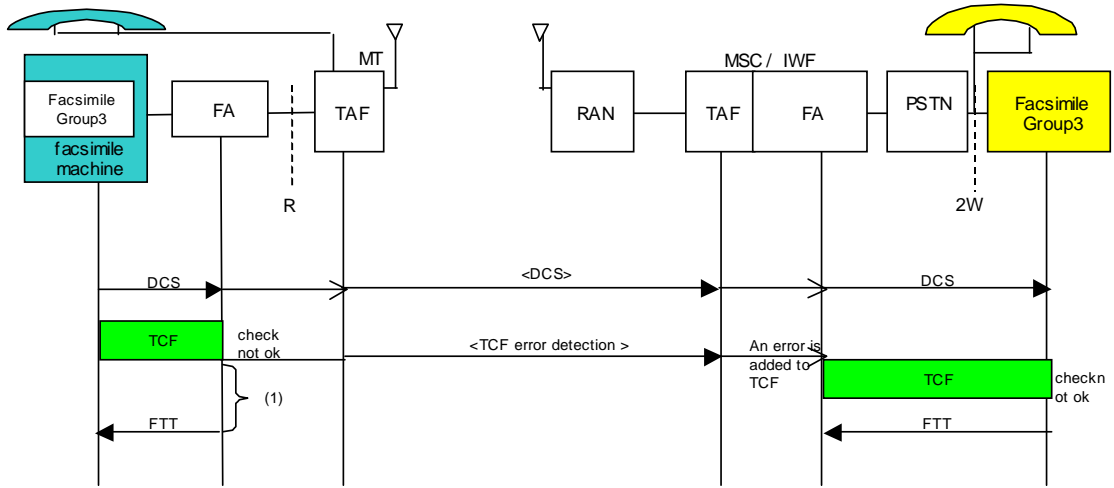 MT
MSC / IWF
Facsimile
Group3
facsimile
machine
FA
TAF
RAN
TAF
FA
PSTN
Facsimile
Group3
R
2W
DCS
<DCS>
DCS
TCF
check
not ok
<TCF error detection >
An error is
added to
TCF
TCF
checkn
ot ok
(1)
FTT
FTT